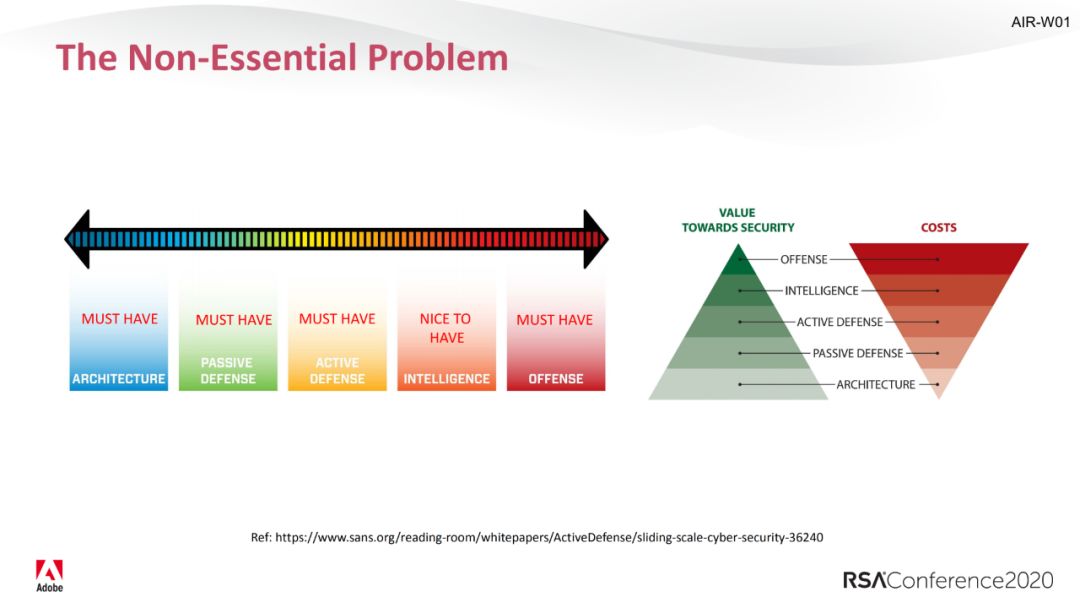 AIR-W01
The Non-Essential Problem
MUST HAVE
ARCHITECTURE
MUST HAVE
PASSIVE
DEFENSE
MUST HAVE
ACTIVE
DEFENSE
NICE TO
HAVE
INTELLIGENCE
MUST HAVE
OFFENSE
VALUE
TOWARDS SECURITY
COSTS
OFFENSE
INTELLIGENCE
ACTIVE DEFENSE
PASSIVE DEFENSE
ARCHITECTURE
Ref: https://www.sans.org/reading-room/whitepapers/ActiveDefense/sliding-scale-cyber-security-36240
Adobe
RSAConference2020